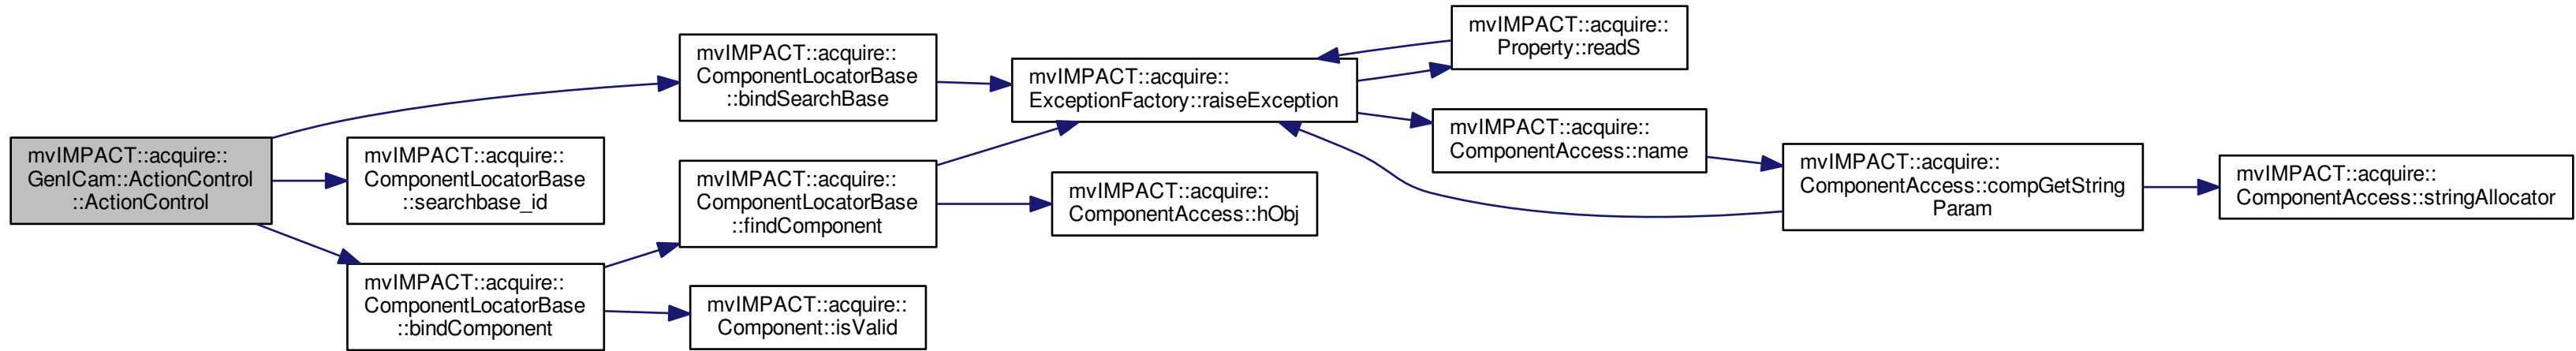 mvIMPACT::acquire::
GenICam::ActionControl
::ActionControl
mvIMPACT::acquire::
ComponentLocatorBase
::bindSearchBase
mvIMPACT::acquire::
ComponentLocatorBase
::searchbase_id
mvIMPACT::acquire::
ComponentLocatorBase
::bindComponent
mvIMPACT::acquire::
ComponentLocatorBase
::findComponent
mvIMPACT::acquire::
Component::isValid
mvIMPACT::acquire::
ExceptionFactory::raiseException
mvIMPACT::acquire::
ComponentAccess::hObj
mvIMPACT::acquire::
Property::readS
mvIMPACT::acquire::
ComponentAccess::name
mvIMPACT::acquire::
ComponentAccess::compGetString
Param
mvIMPACT::acquire::
ComponentAccess::stringAllocator